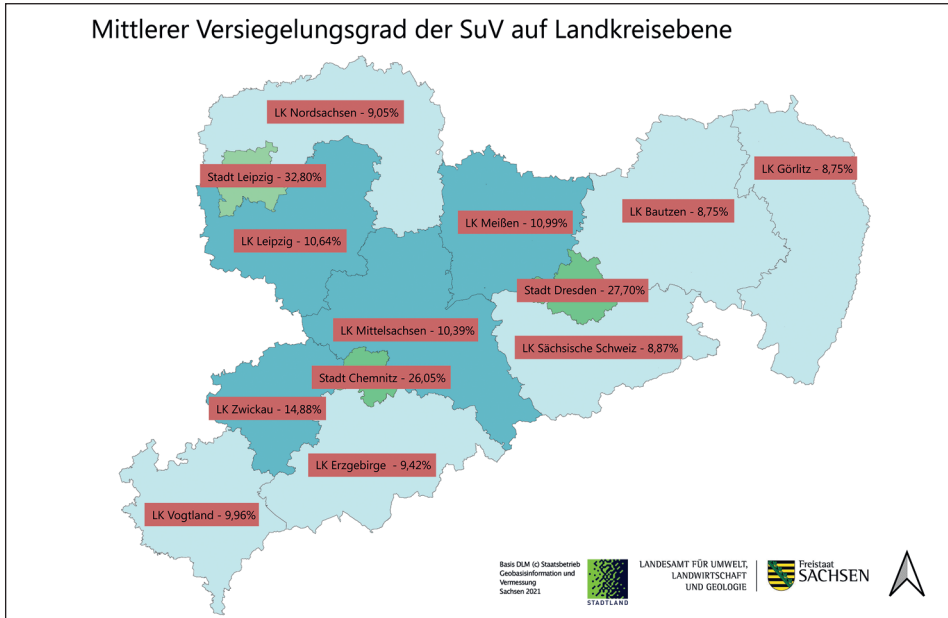 Mittlerer Versiegelungsgrad der SuV auf Landkreisebene
LK Nordsachsen - 9,05%
Stadt Leipzig - 32,80%
LK Görlitz - 8,75%
LK Bautzen - 8,75%
LK Meißen - 10,99%
LK Leipzig - 10,64%
Stadt Dresden - 27,70%
LK Mittelsachsen - 10,39%
LK Sächsische Schweiz - 8,87%
Stadt Chemnitz - 26,05%
LK Zwickau - 14,88%
LK Erzgebirge - 9,42%
LK Vogtland - 9,96%
Basis DLM (c) Staatsbetrieb
Geobasisinformation und
Vermessung
Sachsen 2021
STADTLAND
LANDESAMT FÜR UMWELT,
LANDWIRTSCHAFT
UND GEOLOGIE
Freistaat
SACHSEN